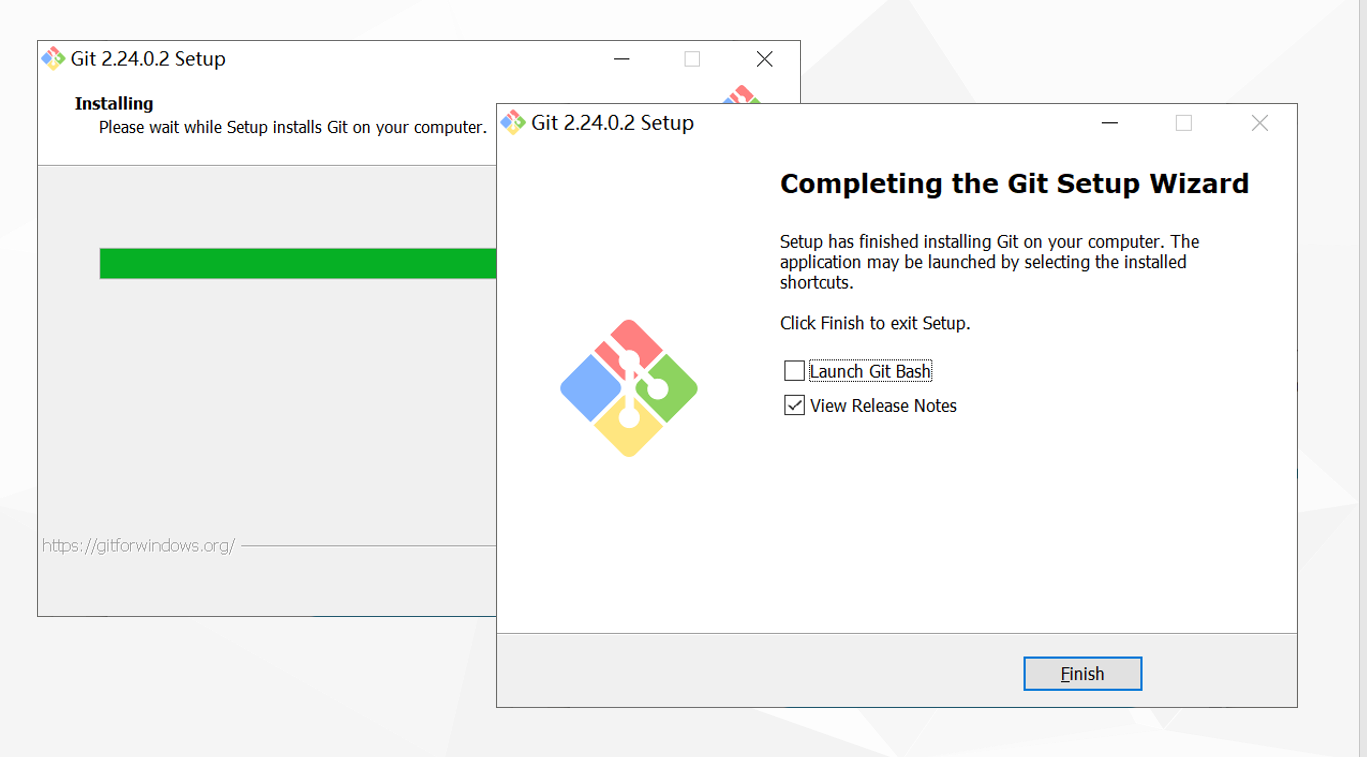 Git 2.24.0.2 Setup
Installing
Please wait while Setup installs Git on your computer.
https://gitforwindows.org/
Git 2.24.0.2 Setup
Completing the Git Setup Wizard
Setup has finished installing Git on your computer. The
application may be launched by selecting the installed
shortcuts.
Click Finish to exit Setup.
Launch Git Bash
View Release Notes
Finish